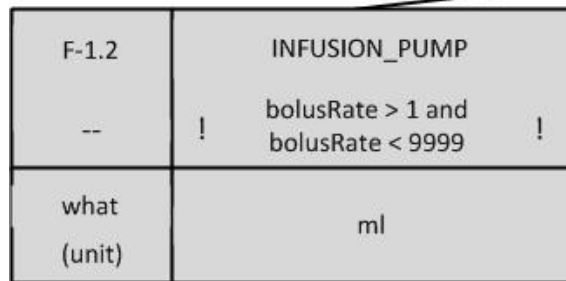 F-1.2
INFUSION_PUMP
--
! bolusRate > 1 and !
bolusRate < 9999
what
(unit)
ml